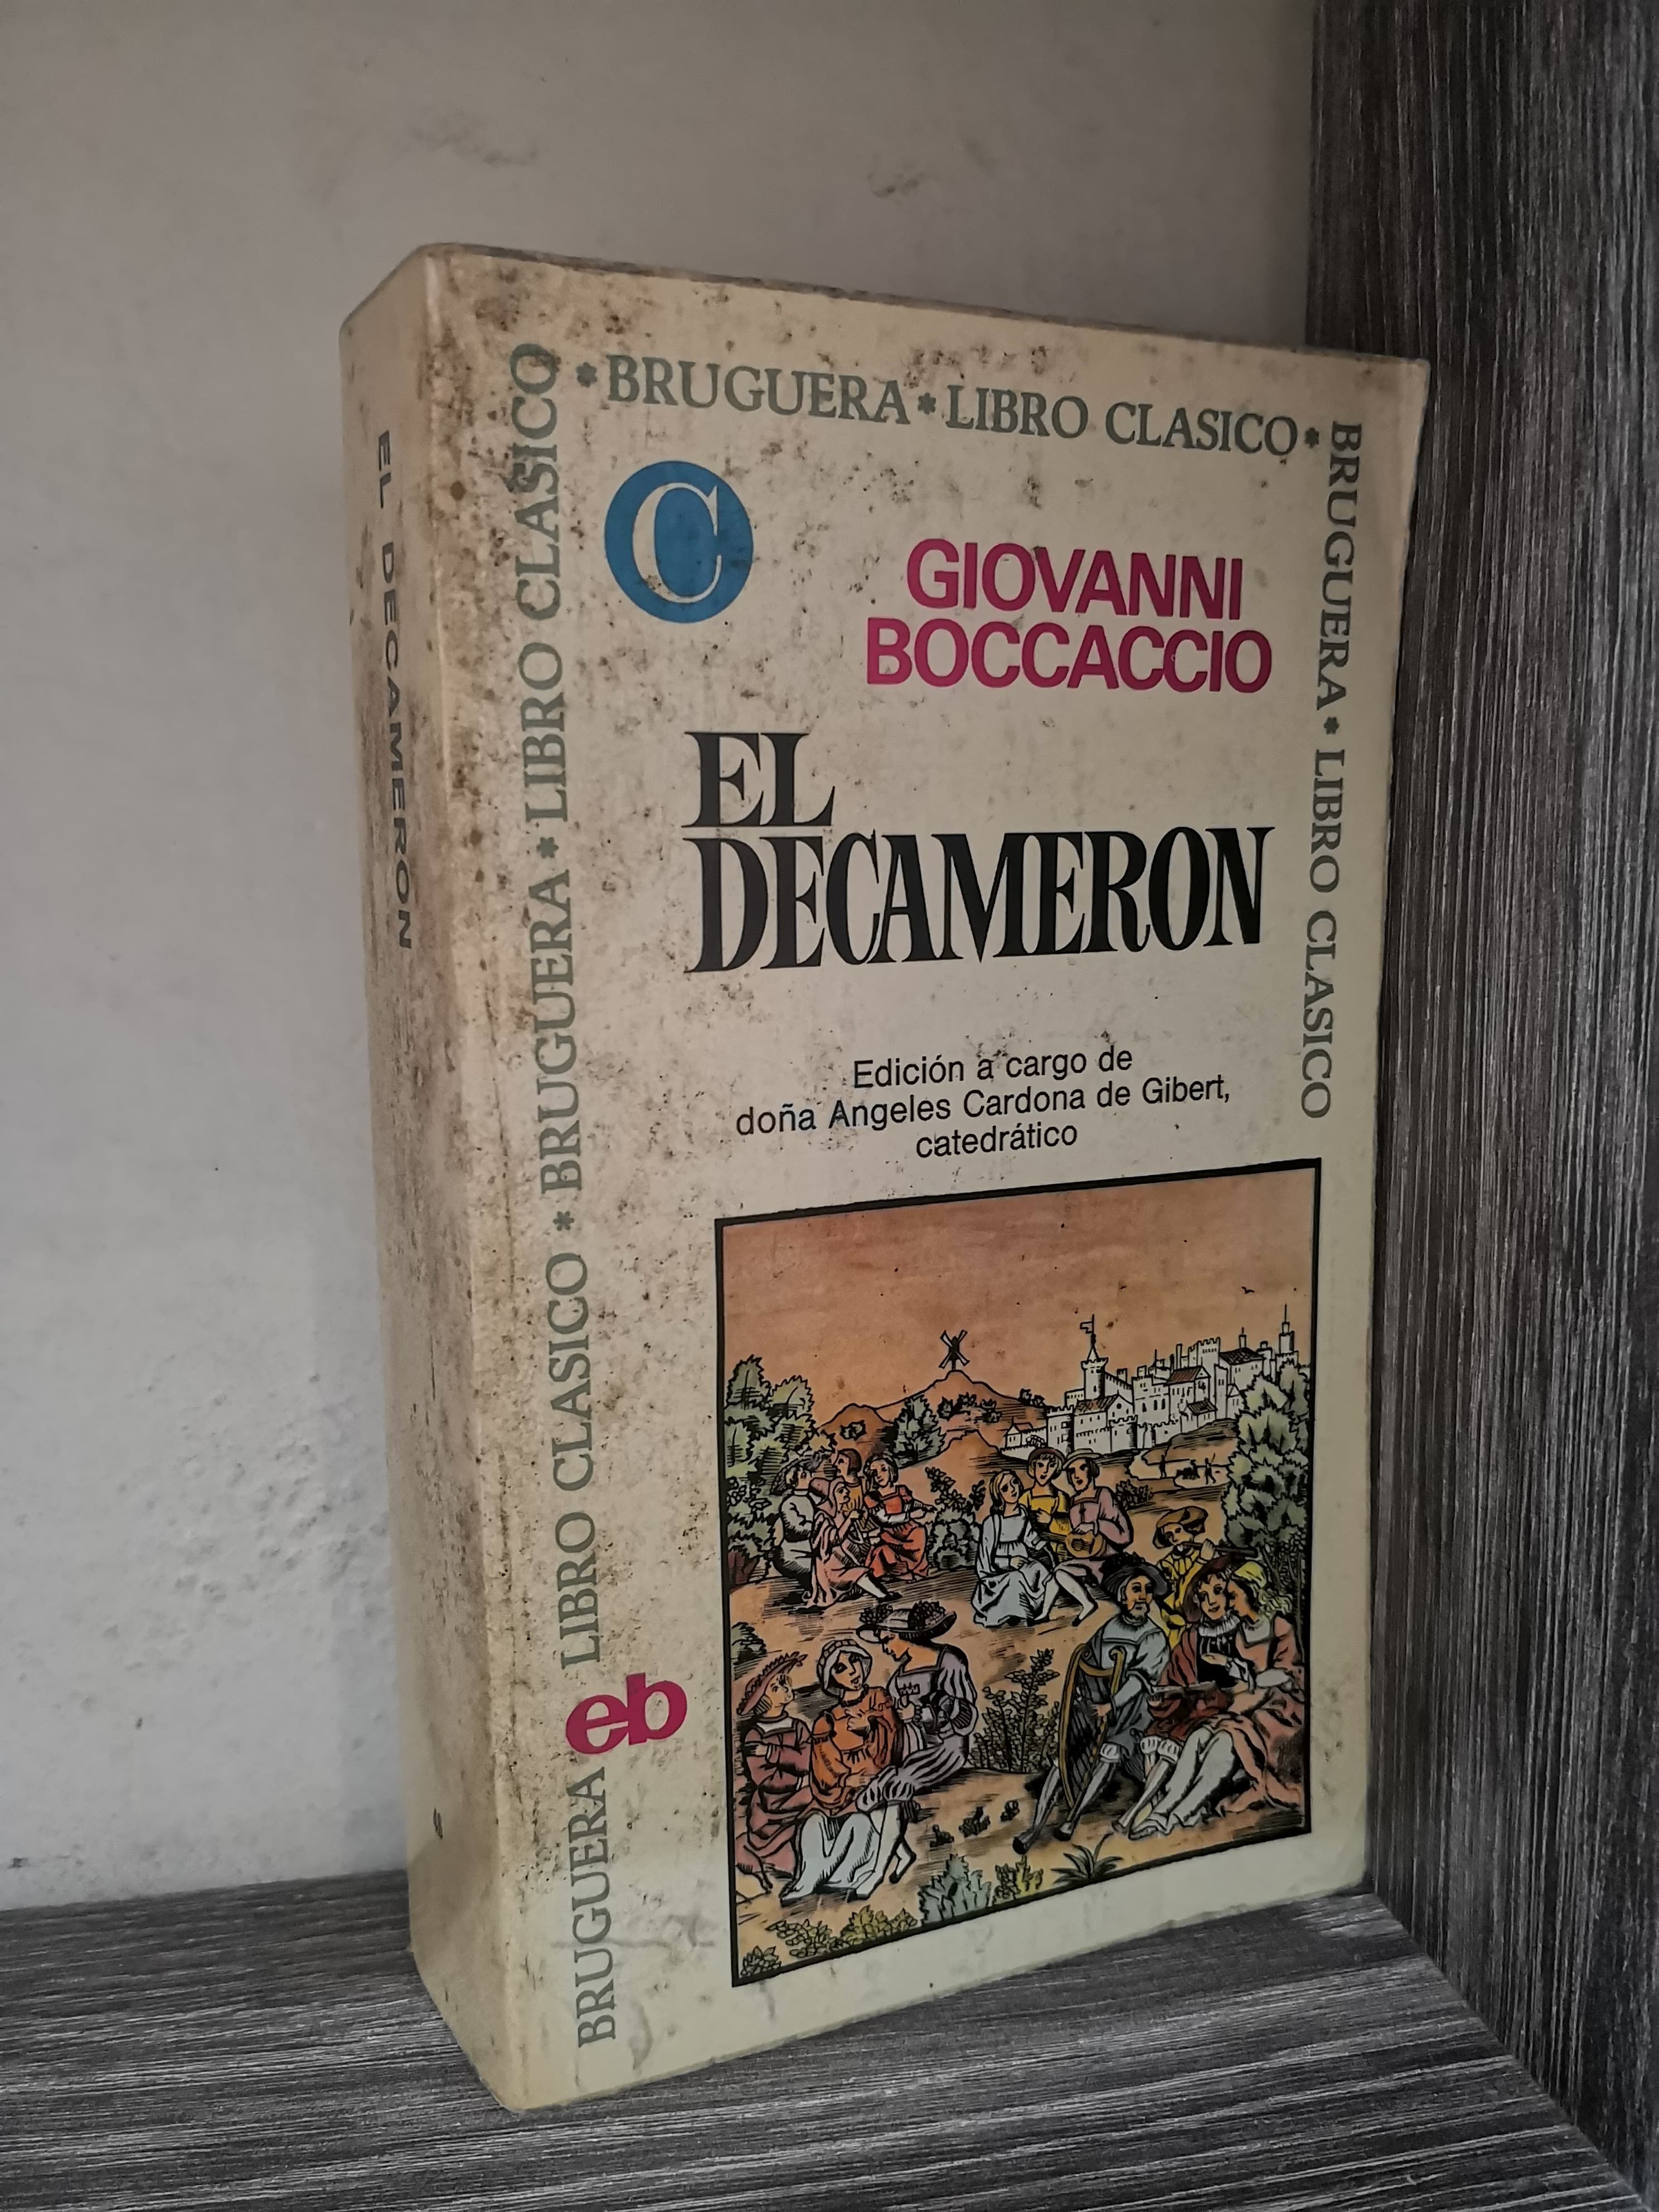 EL DECAMERON
BRUGUERA LIBRO CLASICO * BRUGUERA * LIBRO CLASICO
* BRUGUERA * LIBRO CLASICO *
BRUGUERA * LIBRO CLASICO
C
GIOVANNI
BOCCACCIO
EL
DECAMERON
Edición a cargo de
doña Angeles Cardona de Gibert,
catedrático
eb